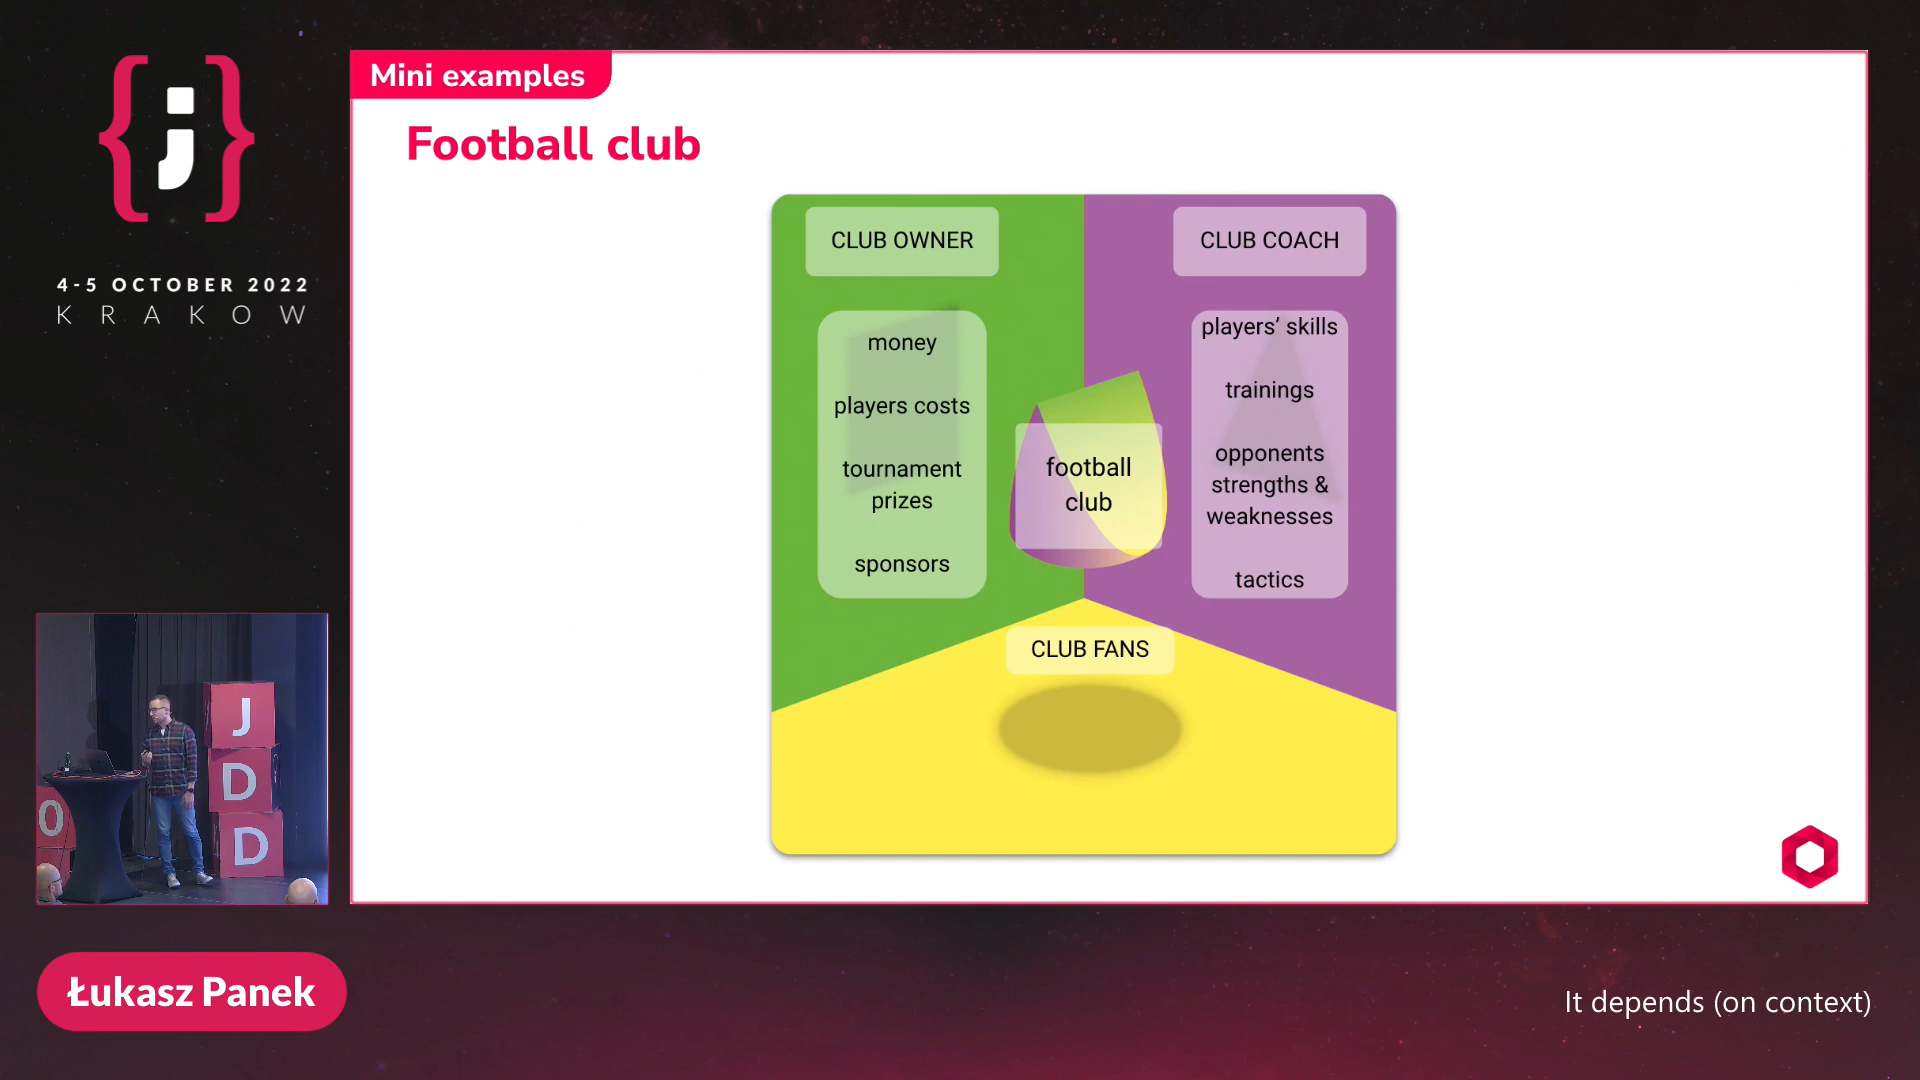 {j}
4-5 OCTOBER 2022
KRAKOW
Mini examples
Football club
CLUB OWNER
money
players costs
tournament
prizes
sponsors
CLUB COACH
players’ skills
trainings
opponents
strengths &
weaknesses
tactics
football
club
CLUB FANS
J
D
D
O
Łukasz Panek
It depends (on context)